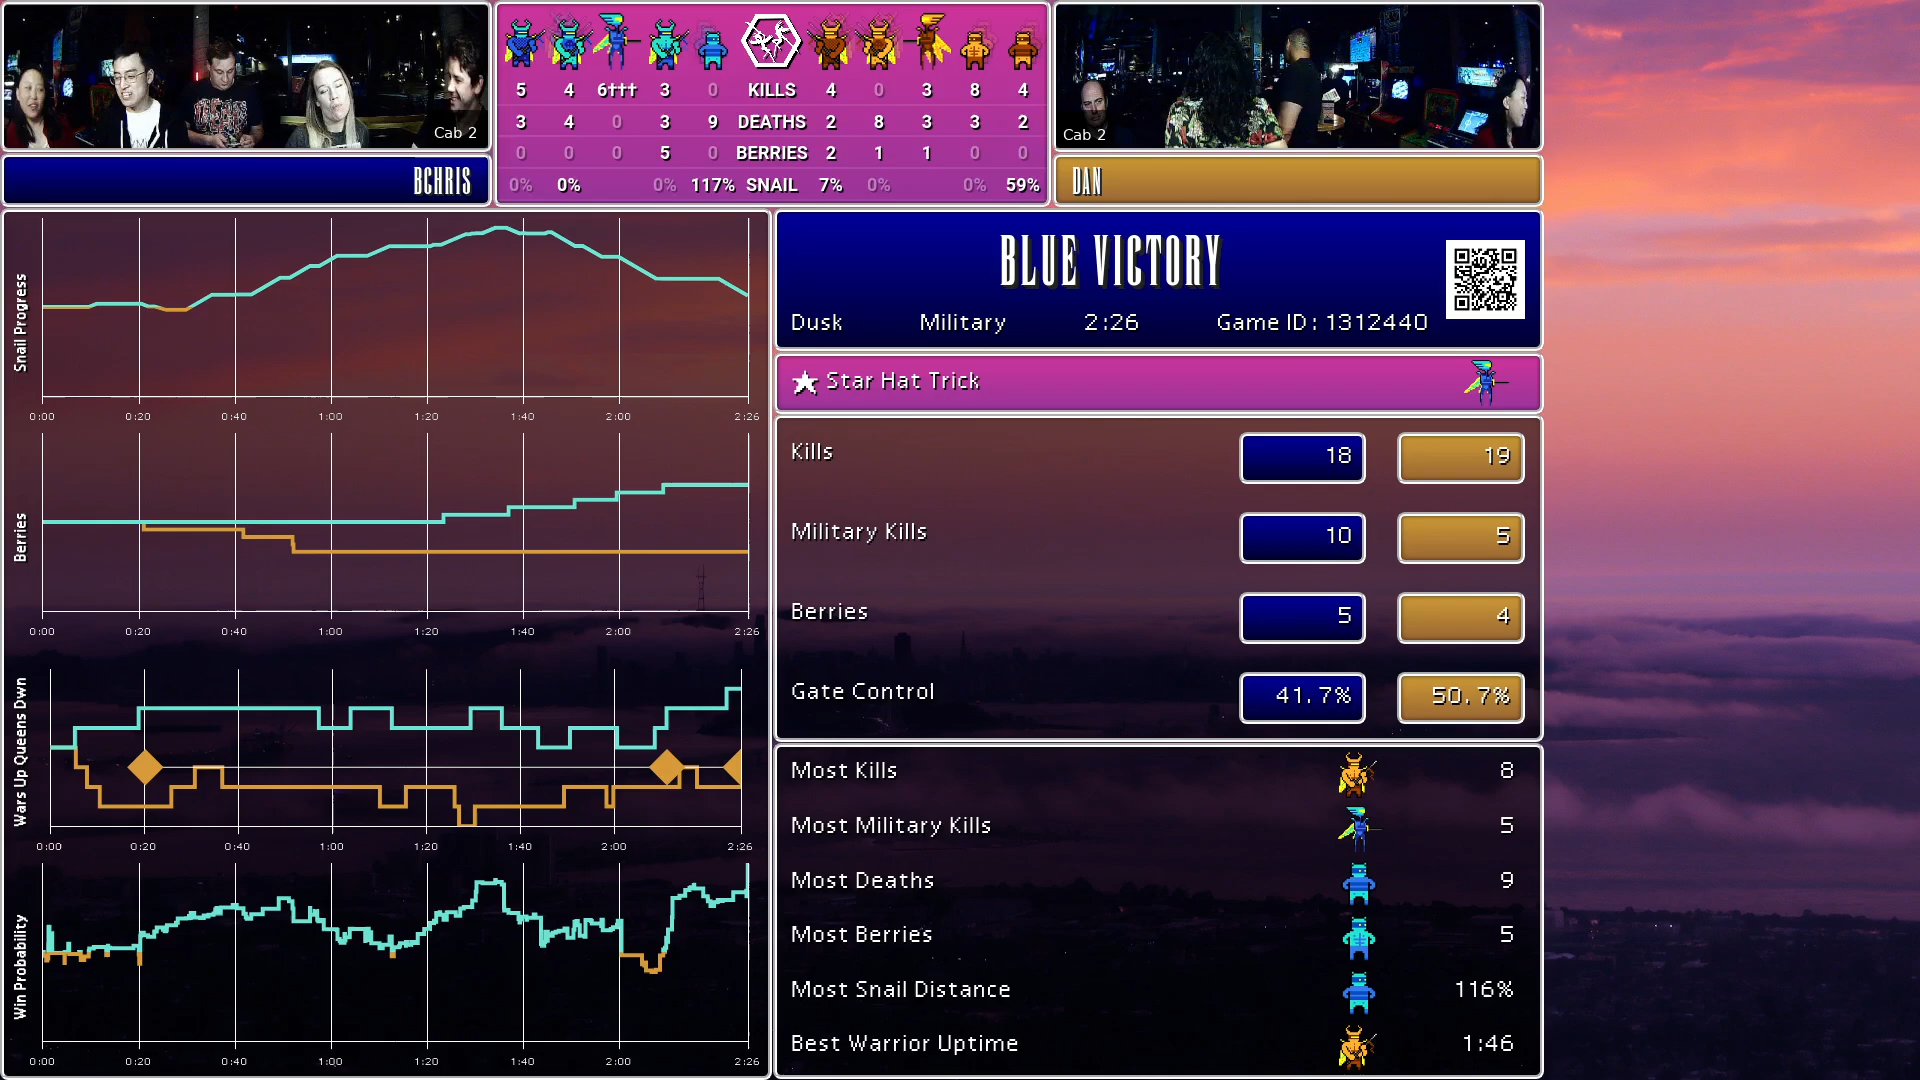 5 4 6††† 3 0 KILLS 4 0 3 8 4
3 4 0 3 9 DEATHS 2 8 3 3 2
0 0 0 5 0 BERRIES 2 1 1 0 0
0% 0% 0% 117% SNAIL 7% 0% 0% 59%
Cab 2
Cab 2
BCHRIS
DAN
Snail Progress
0:00 0:20 0:40 1:00 1:20 1:40 2:00 2:26
Berries
0:00 0:20 0:40 1:00 1:20 1:40 2:00 2:26
Wars Up Queens Dwn
0:00 0:20 0:40 1:00 1:20 1:40 2:00 2:26
Win Probability
0:00 0:20 0:40 1:00 1:20 1:40 2:00 2:26
BLUE VICTORY
Dusk Military 2:26 Game ID: 1312440
Star Hat Trick
Kills 18 19
Military Kills 10 5
Berries 5 4
Gate Control 41.7% 50.7%
Most Kills 8
Most Military Kills 5
Most Deaths 9
Most Berries 5
Most Snail Distance 116%
Best Warrior Uptime 1:46